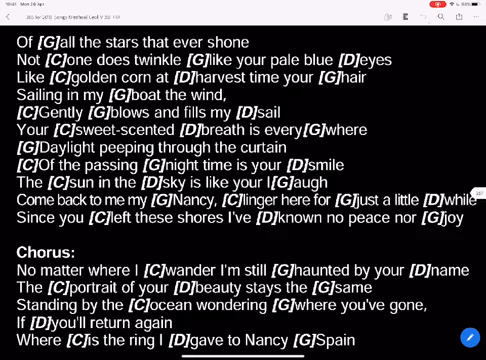 Of [G]all the stars that ever shone
Not [C]one does twinkle [G]like your pale blue [D]eyes
Like [C]golden corn at [D]harvest time your [G]hair
Sailing in my [G]boat the wind,
[C]Gently [G]blows and fills my [D]sail
Your [C]sweet-scented [D]breath is every[G]where
[G]Daylight peeping through the curtain
[C]Of the passing [G]night time is your [D]smile
The [C]sun in the [D]sky is like your l[G]augh
Come back to me my [G]Nancy, [C]linger here for [G]just a little [D]while
Since you [C]left these shores I've [D]known no peace nor [G]joy
Chorus:
No matter where I [C]wander I'm still [G]haunted by your [D]name
The [C]portrait of your [D]beauty stays the [G]same
Standing by the [C]ocean wondering [G]where you've gone,
If [D]you'll return again
Where [C]is the ring I [D]gave to Nancy [G]Spain